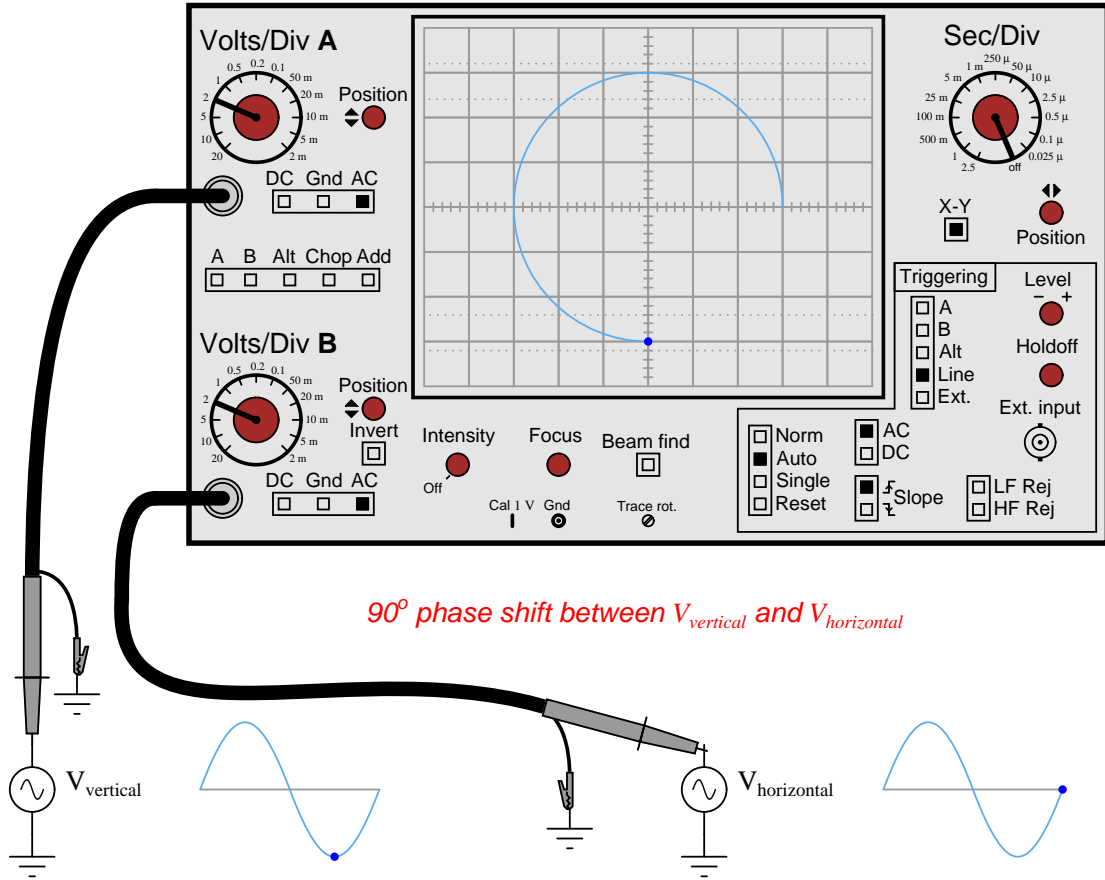 Volts/Div A
0.5 0.2 0.1
1 50 m
2 20 m
5 10 m
10 5 m
20 2 m
Position
DC Gnd AC
A B Alt Chop Add
Volts/Div B
0.5 0.2 0.1
1 50 m
2 20 m
5 10 m
10 5 m
20 2 m
Position
Invert
DC Gnd AC
Intensity
Off
Focus
Beam find
Cal 1 V Gnd
Trace rot.
Sec/Div
250 µ
1 m 50 µ
5 m 10 µ
25 m 2.5 µ
100 m 0.5 µ
500 m 0.1 µ
1 0.025 µ
2.5 off
X-Y
Position
Triggering
A
B
Alt
Line
Ext.
Level
− +
Holdoff
Ext. input
Norm
Auto
Single
Reset
AC
DC
Slope
LF Rej
HF Rej
90° phase shift between Vvertical and Vhorizontal
Vvertical
Vhorizontal